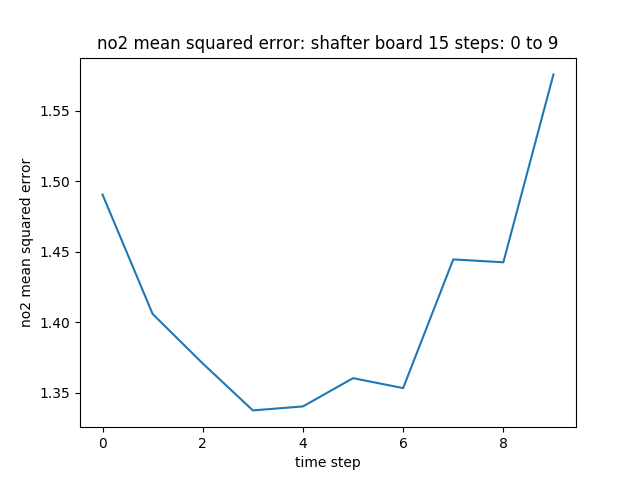 no2 mean squared error: shafter board 15 steps: 0 to 9
no2 mean squared error
1.55
1.50
1.45
1.40
1.35
0 2 4 6 8
time step